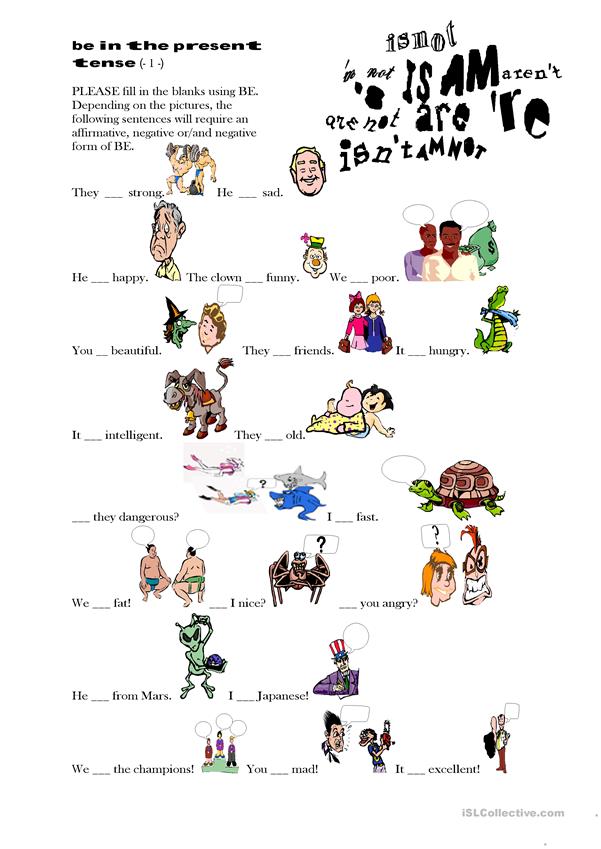 be in the present
tense (- 1 -)
PLEASE fill in the blanks using BE.
Depending on the pictures, the
following sentences will require an
affirmative, negative or/and negative
form of BE.
isnot
'm not IS AM aren't
's are not are 're
isn't AM NOT
They ___ strong. He ___ sad.
He ___ happy. The clown ___ funny. We ___ poor.
$
You __ beautiful. They ___ friends. It ___ hungry.
It ___ intelligent. They ___ old.
?
___ they dangerous? I ___ fast.
? ?
We ___ fat! ___ I nice? ___ you angry?
He ___ from Mars. I ___ Japanese!
We ___ the champions! You ___ mad! It ___ excellent!
iSLCollective.com